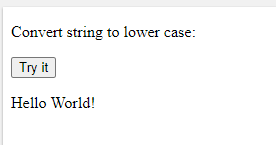 Convert string to lower case:
Try it
Hello World!